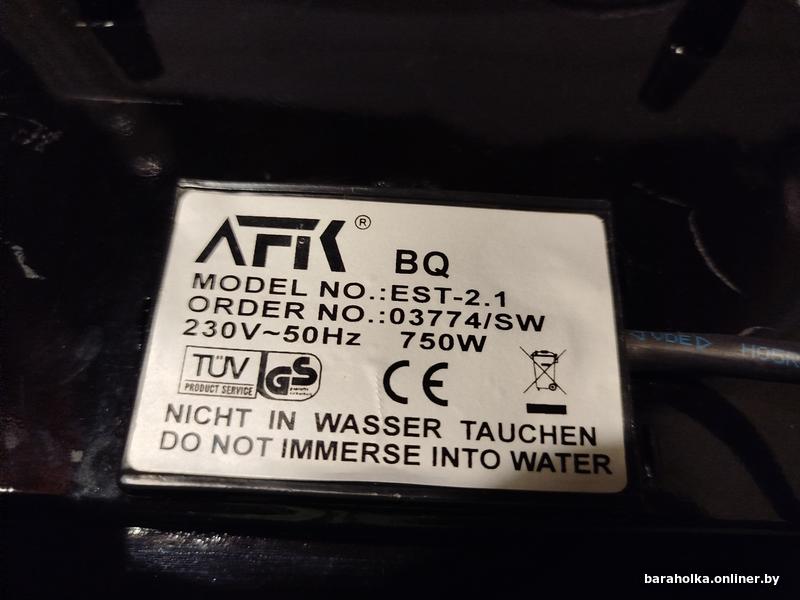 AFK® BQ
MODEL NO.:EST-2.1
ORDER NO.:03774/SW
230V~50Hz 750W
TÜV
PRODUCT SERVICE
GS
CE
NICHT IN WASSER TAUCHEN
DO NOT IMMERSE INTO WATER
baraholka.onliner.by